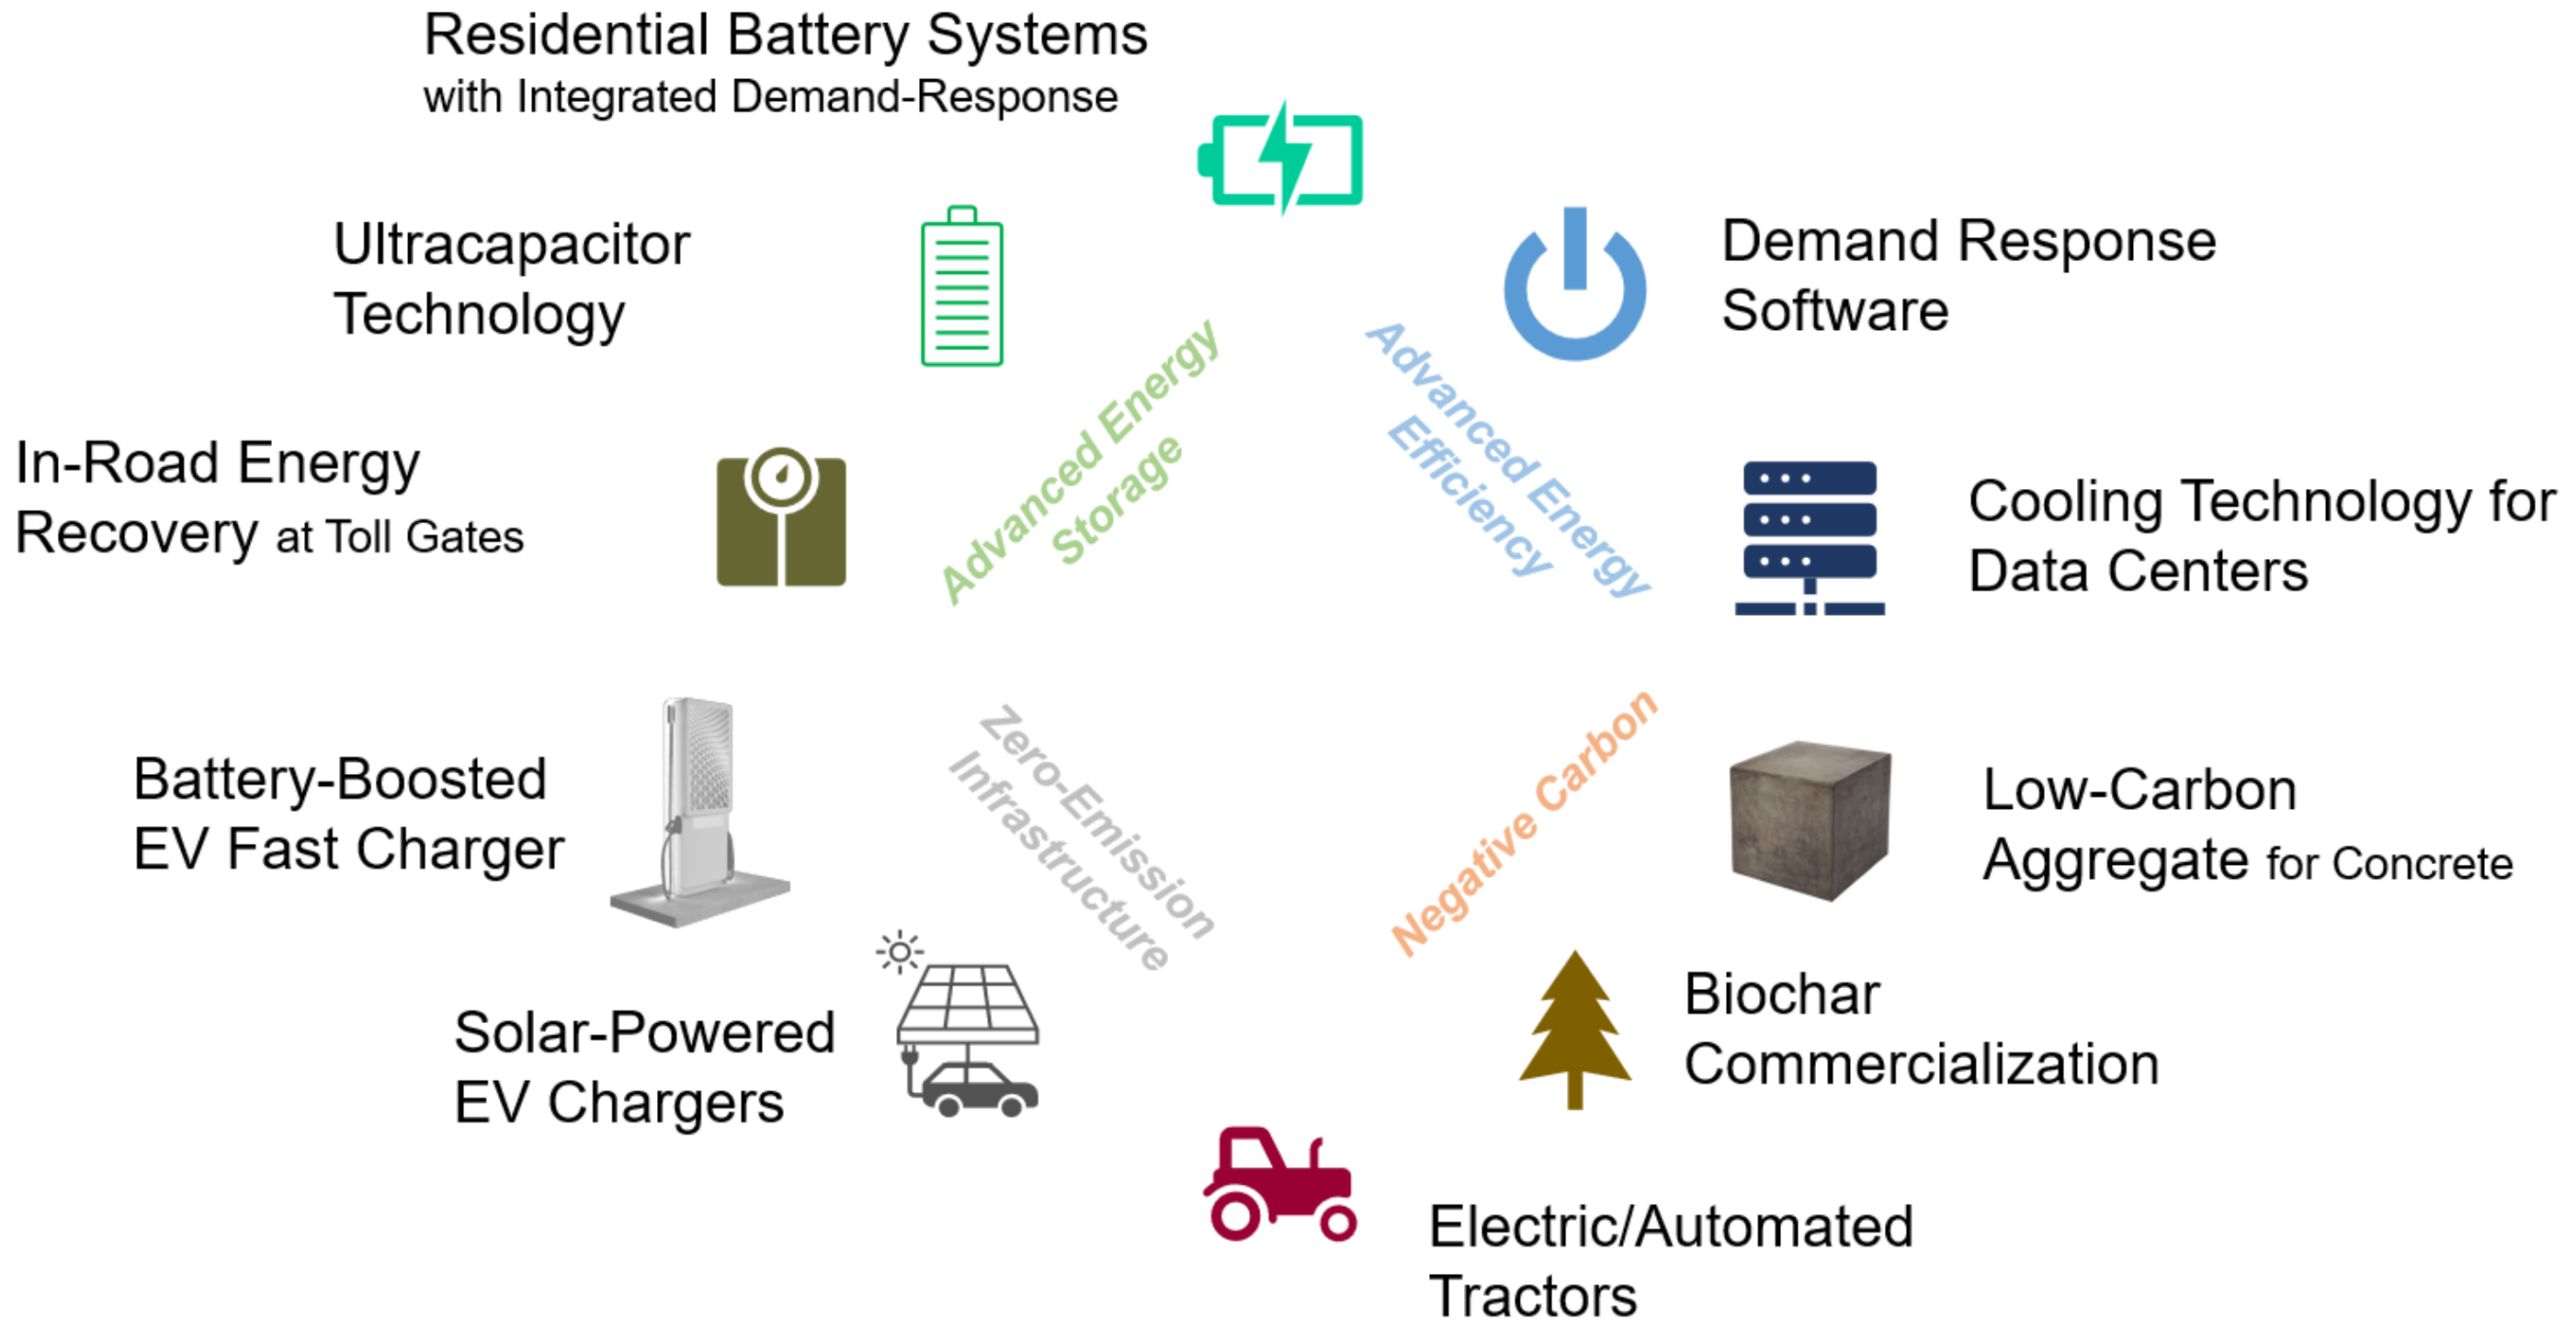 Residential Battery Systems
with Integrated Demand-Response
Ultracapacitor
Technology
Demand Response
Software
Advanced Energy
Storage
Advanced Energy
Efficiency
In-Road Energy
Recovery at Toll Gates
Cooling Technology for
Data Centers
Battery-Boosted
EV Fast Charger
Zero-Emission
Infrastructure
Negative Carbon
Low-Carbon
Aggregate for Concrete
Solar-Powered
EV Chargers
Biochar
Commercialization
Electric/Automated
Tractors